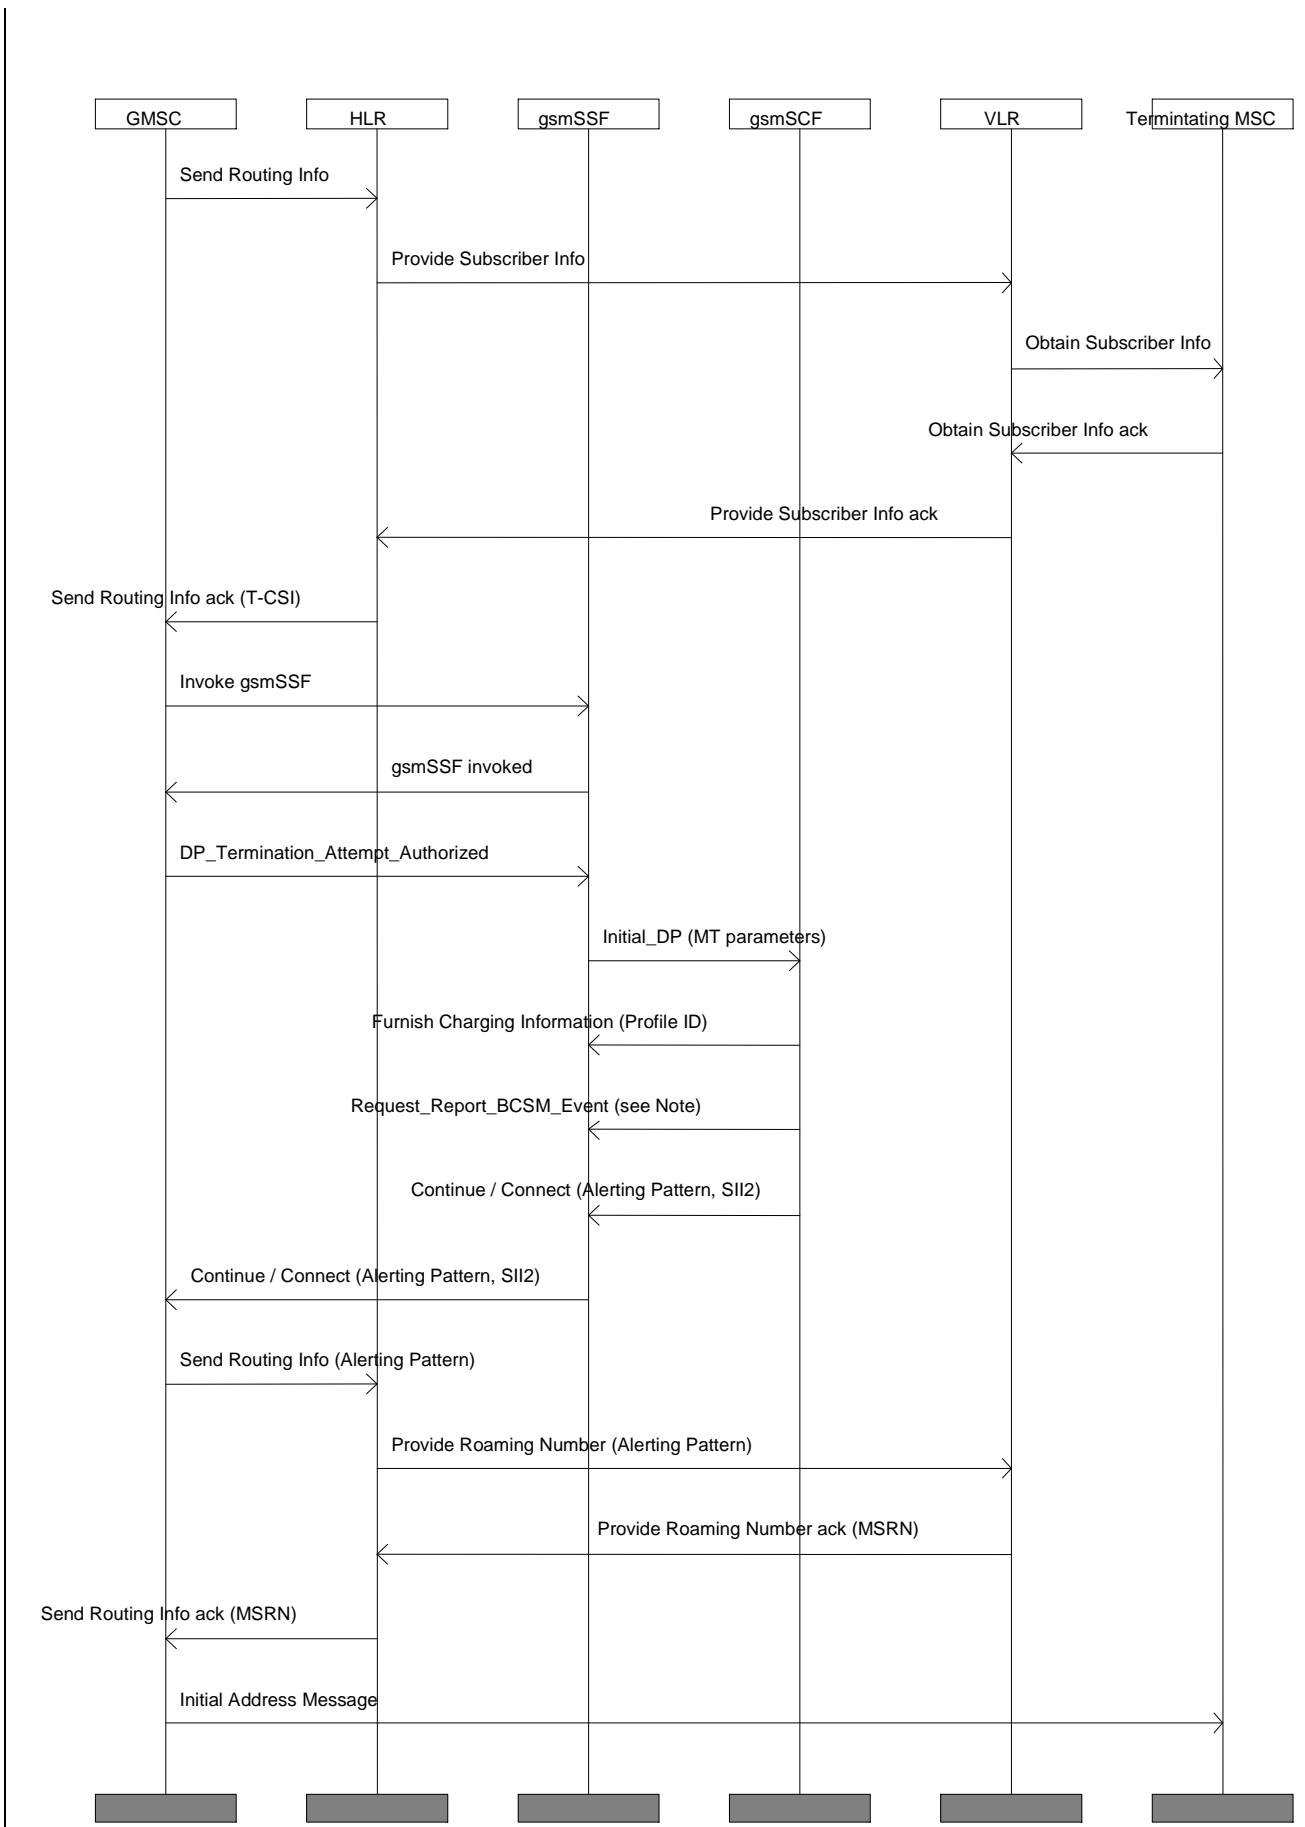 GMSC
HLR
gsmSSF
gsmSCF
VLR
Termintating MSC
Send Routing Info
Provide Subscriber Info
Obtain Subscriber Info
Obtain Subscriber Info ack
Provide Subscriber Info ack
Send Routing Info ack (T-CSI)
Invoke gsmSSF
gsmSSF invoked
DP_Termination_Attempt_Authorized
Initial_DP (MT parameters)
Furnish Charging Information (Profile ID)
Request_Report_BCSM_Event (see Note)
Continue / Connect (Alerting Pattern, SII2)
Continue / Connect (Alerting Pattern, SII2)
Send Routing Info (Alerting Pattern)
Provide Roaming Number (Alerting Pattern)
Provide Roaming Number ack (MSRN)
Send Routing Info ack (MSRN)
Initial Address Message